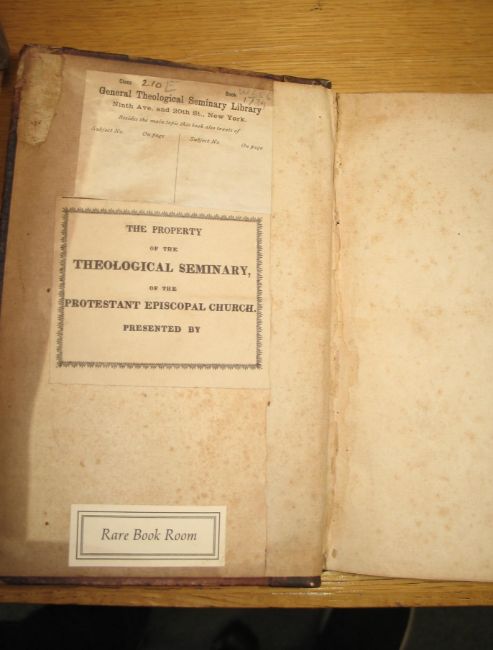 Class 210 E Book
General Theological Seminary Library
Ninth Ave. and 20th St., New York.
Besides the main topic this book also treats of
Subject No. On page Subject No. On page
THE PROPERTY
OF THE
THEOLOGICAL SEMINARY,
OF THE
PROTESTANT EPISCOPAL CHURCH.
PRESENTED BY
Rare Book Room